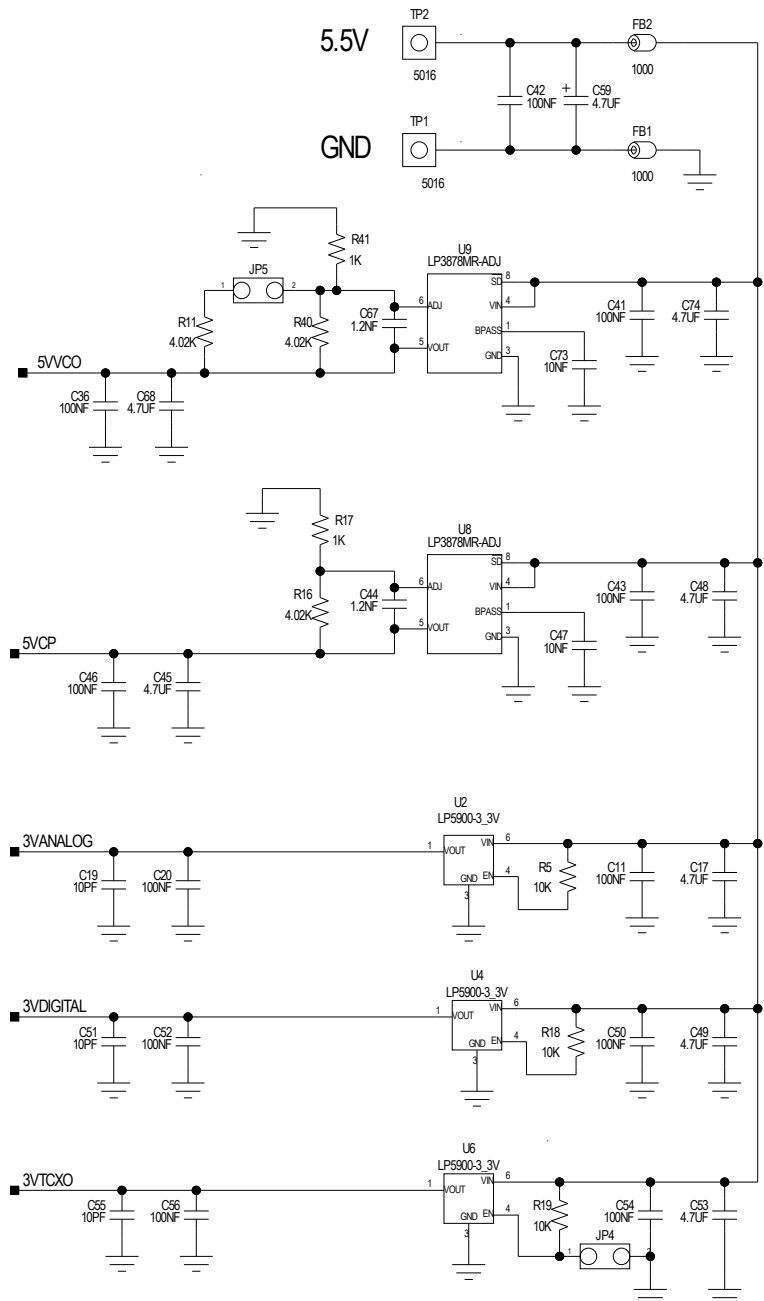 TP2
5.5V
5016
C42
100NF
+
C59
4.7UF
FB2
1000
TP1
GND
5016
FB1
1000
R41
1K
JP5
1
2
R11
4.02K
R40
4.02K
C67
1.2NF
U9
LP3878MR-ADJ
6
ADJ
5
VOUT
SD
8
VIN
4
BPASS
1
GND
3
C73
10NF
C41
100NF
C74
4.7UF
5VVCO
C36
100NF
C68
4.7UF
R17
1K
R16
4.02K
C44
1.2NF
U8
LP3878MR-ADJ
6
ADJ
5
VOUT
SD
8
VIN
4
BPASS
1
GND
3
C47
10NF
C43
100NF
C48
4.7UF
5VCP
C46
100NF
C45
4.7UF
U2
LP5900-3_3V
3VANALOG
1
VOUT
VIN
6
GND
EN
4
3
R5
10K
C11
100NF
C17
4.7UF
C19
10PF
C20
100NF
U4
LP5900-3_3V
3VDIGITAL
1
VOUT
VIN
6
GND
EN
4
3
R18
10K
C50
100NF
C49
4.7UF
C51
10PF
C52
100NF
U6
LP5900-3_3V
3VTCXO
1
VOUT
VIN
6
GND
EN
4
3
R19
10K
JP4
1
2
C54
100NF
C53
4.7UF
C55
10PF
C56
100NF